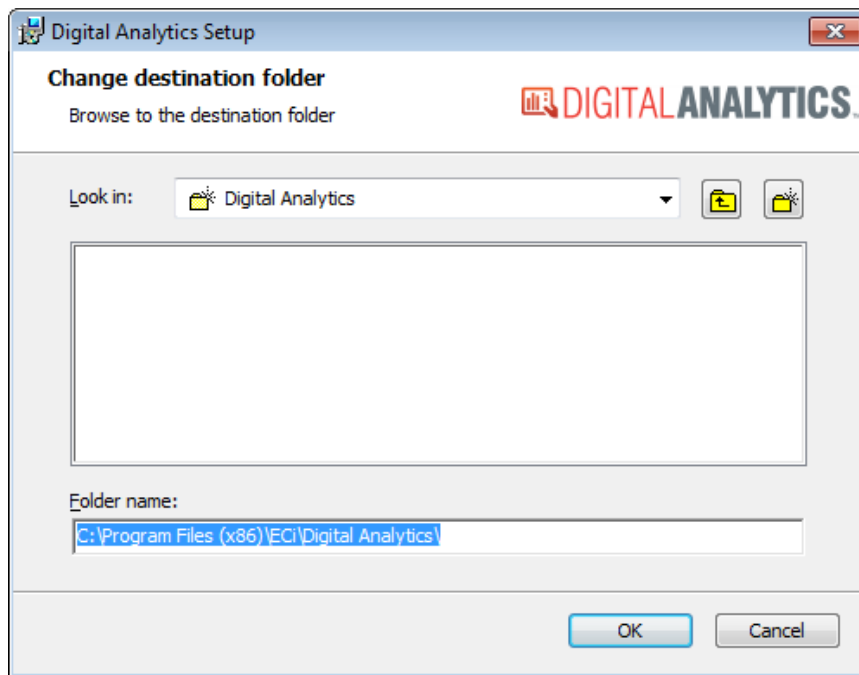 Digital Analytics Setup
Change destination folder
Browse to the destination folder
DIGITALANALYTICS
Look in:
Digital Analytics
Folder name:
C:\Program Files (x86)\ECi\Digital Analytics\
OK
Cancel